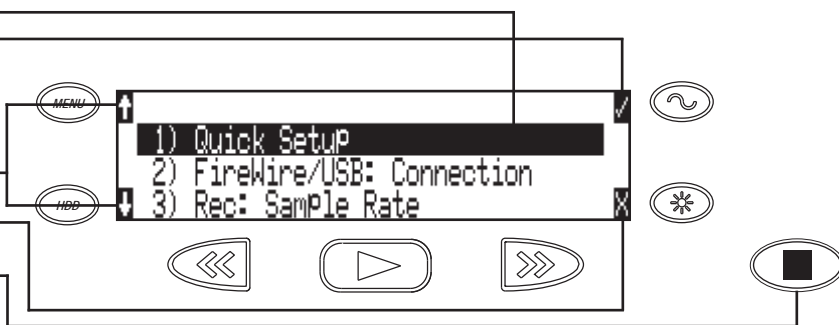 MENU
1) Quick Setup
2) FireWire/USB: Connection
HDD
3) Rec: Sample Rate